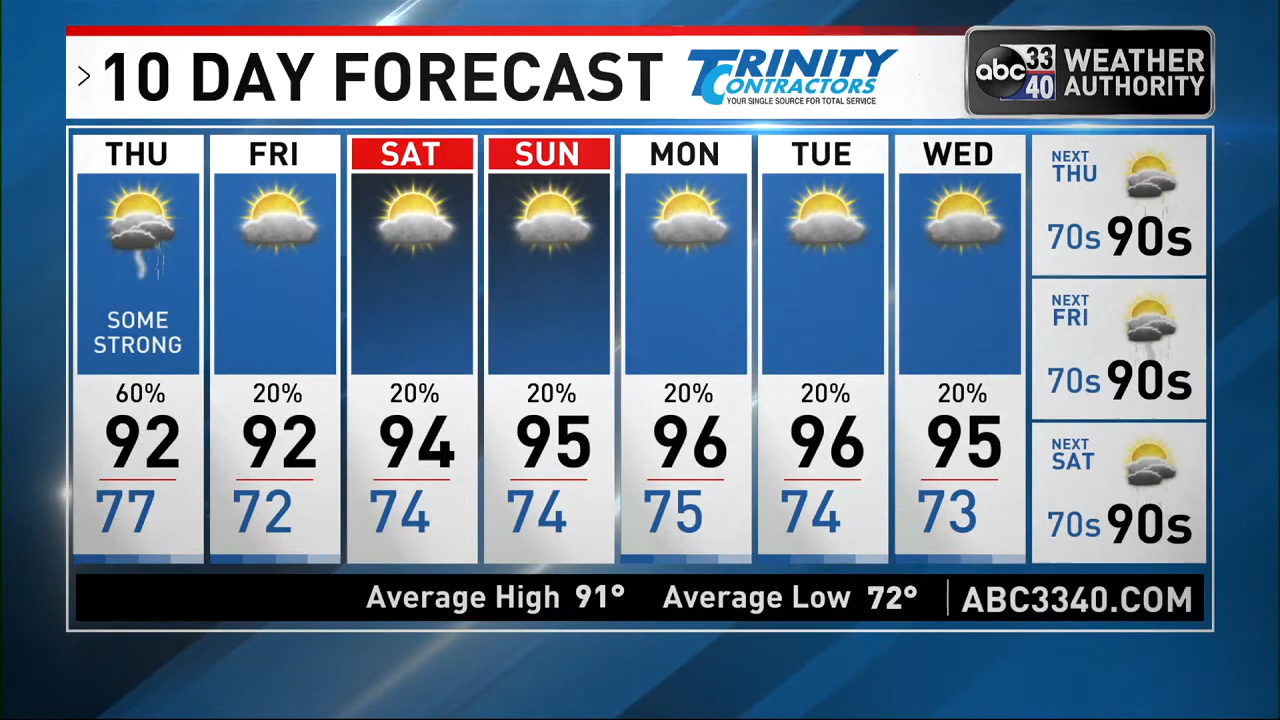 > 10 DAY FORECAST
TRINITY
CONTRACTORS
YOUR SINGLE SOURCE FOR TOTAL SERVICE
abc 33 40
WEATHER
AUTHORITY
THU
SOME
STRONG
60%
92
77
FRI
20%
92
72
SAT
20%
94
74
SUN
20%
95
74
MON
20%
96
75
TUE
20%
96
74
WED
20%
95
73
NEXT
THU
70s 90s
NEXT
FRI
70s 90s
NEXT
SAT
70s 90s
Average High 91° Average Low 72° ABC3340.COM